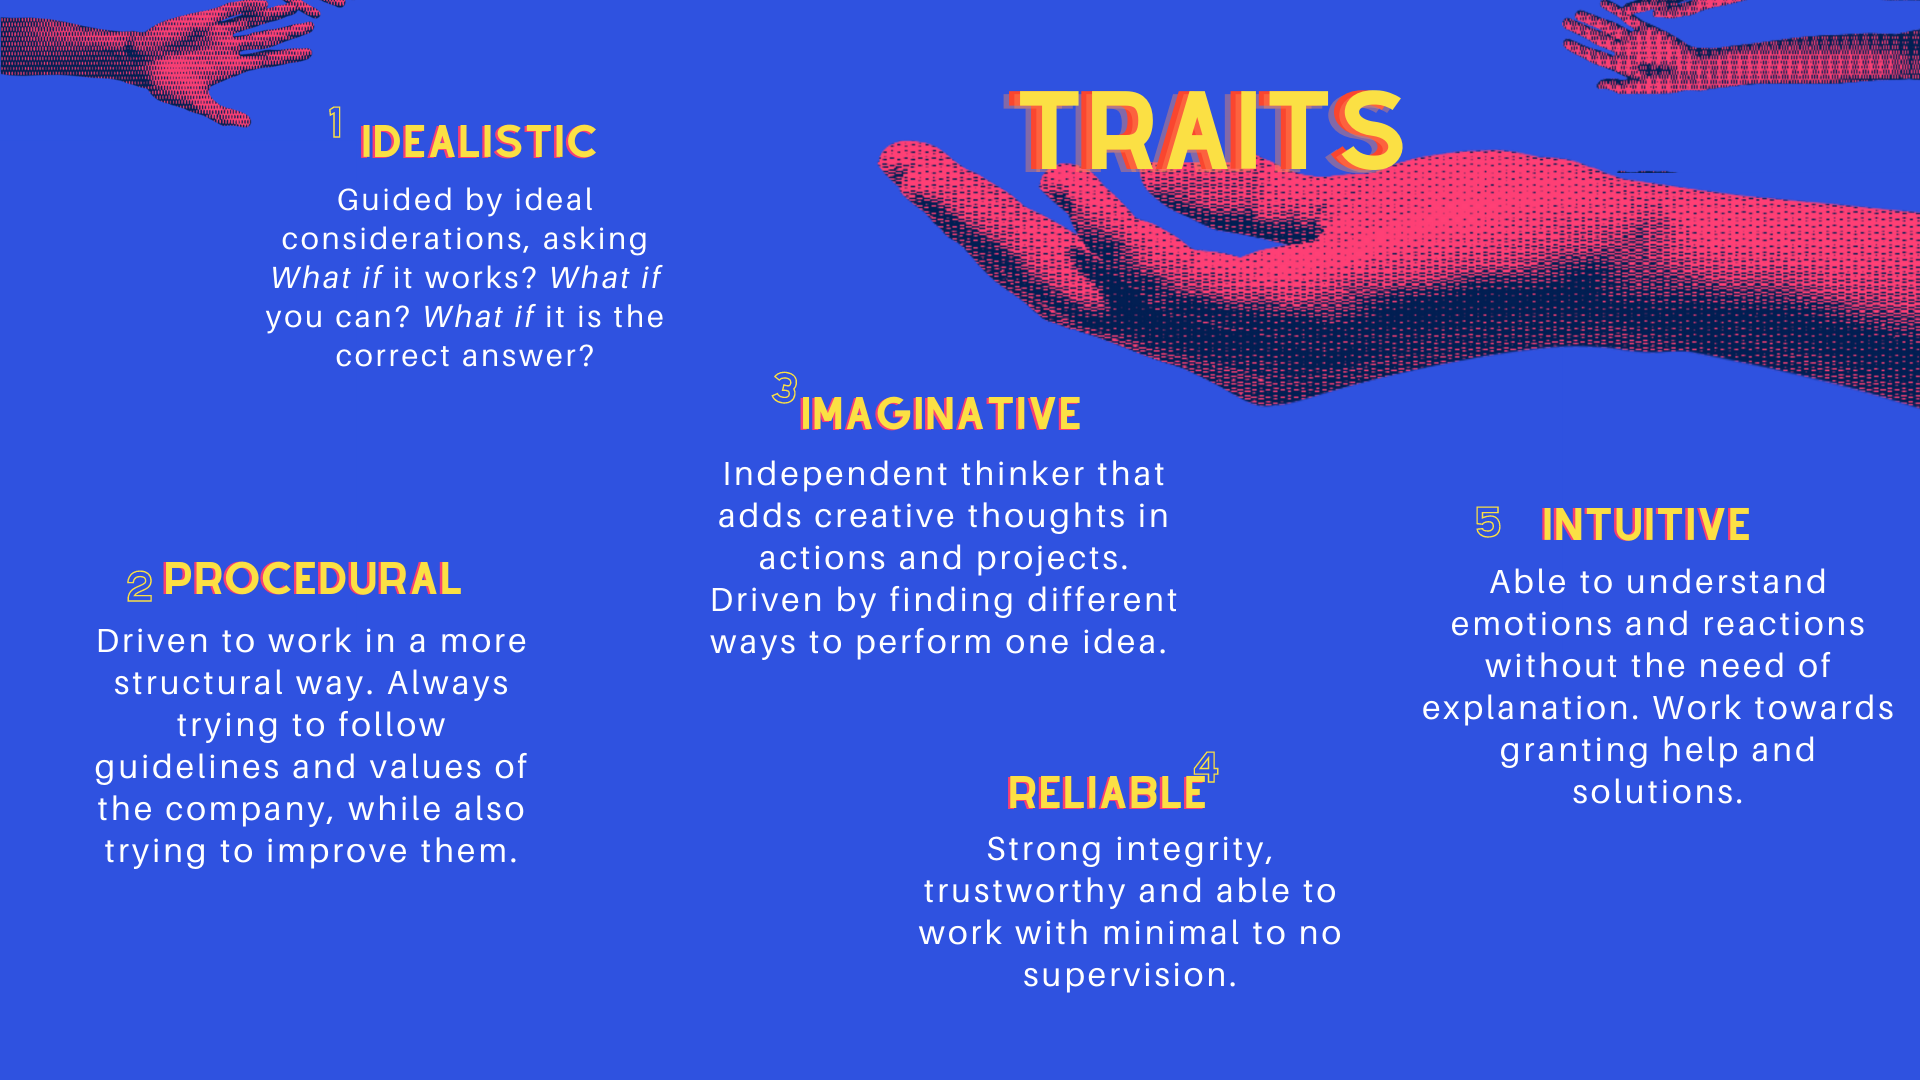 TRAITS
1
IDEALISTIC
Guided by ideal
considerations, asking
What if it works? What if
you can? What if it is the
correct answer?
2
PROCEDURAL
Driven to work in a more
structural way. Always
trying to follow
guidelines and values of
the company, while also
trying to improve them.
3
IMAGINATIVE
Independent thinker that
adds creative thoughts in
actions and projects.
Driven by finding different
ways to perform one idea.
4
RELIABLE
Strong integrity,
trustworthy and able to
work with minimal to no
supervision.
5
INTUITIVE
Able to understand
emotions and reactions
without the need of
explanation. Work towards
granting help and
solutions.